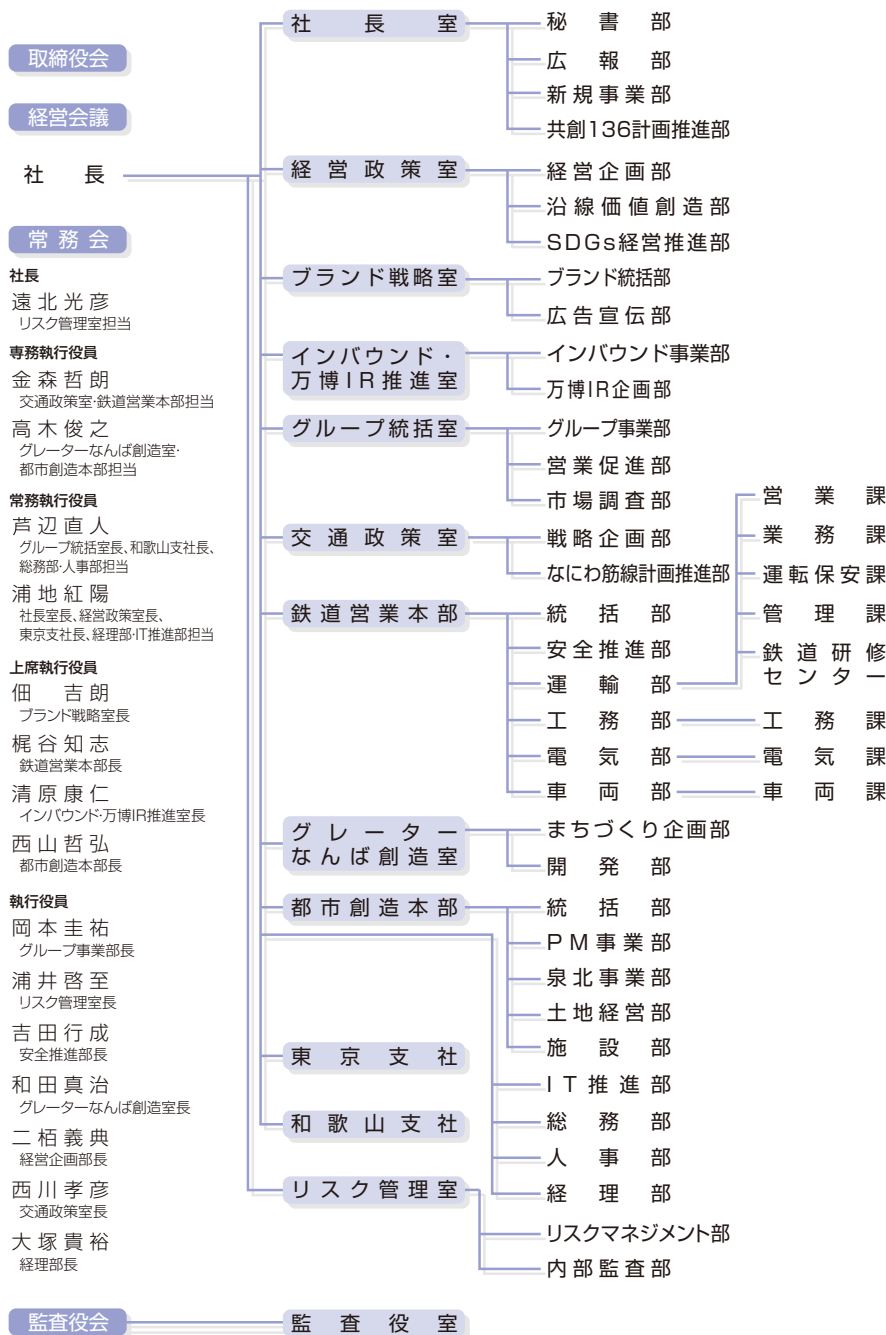 取締役会
経営会議
社長
常務会
社長
遠北光彦
リスク管理室担当
専務執行役員
金森哲朗
交通政策室・鉄道営業本部担当
高木俊之
グレーターなんば創造室・
都市創造本部担当
常務執行役員
芦辺直人
グループ統括室長、和歌山支社長、
総務部・人事部担当
浦地紅陽
社長室長、経営政策室長、
東京支社長、経理部・IT推進部担当
上席執行役員
佃 吉朗
ブランド戦略室長
梶谷知志
鉄道営業本部長
清原康仁
インバウンド・万博IR推進室長
西山哲弘
都市創造本部長
執行役員
岡本圭祐
グループ事業部長
浦井啓至
リスク管理室長
吉田行成
安全推進部長
和田真治
グレーターなんば創造室長
二栢義典
経営企画部長
西川孝彦
交通政策室長
大塚貴裕
経理部長
監査役会
社長室
秘書部
広報部
新規事業部
共創136計画推進部
経営政策室
経営企画部
沿線価値創造部
SDGs経営推進部
ブランド戦略室
ブランド統括部
広告宣伝部
インバウンド・
万博IR推進室
インバウンド事業部
万博IR企画部
グループ統括室
グループ事業部
営業促進部
市場調査部
交通政策室
戦略企画部
なにわ筋線計画推進部
鉄道営業本部
統括部
安全推進部
運輸部
営業課
業務課
運転保安課
管理課
鉄道研修
センター
工務部
工務課
電気部
電気課
車両部
車両課
グレーター
なんば創造室
まちづくり企画部
開発部
都市創造本部
統括部
PM事業部
泉北事業部
土地経営部
施設部
東京支社
和歌山支社
IT推進部
総務部
人事部
経理部
リスク管理室
リスクマネジメント部
内部監査部
監査役室